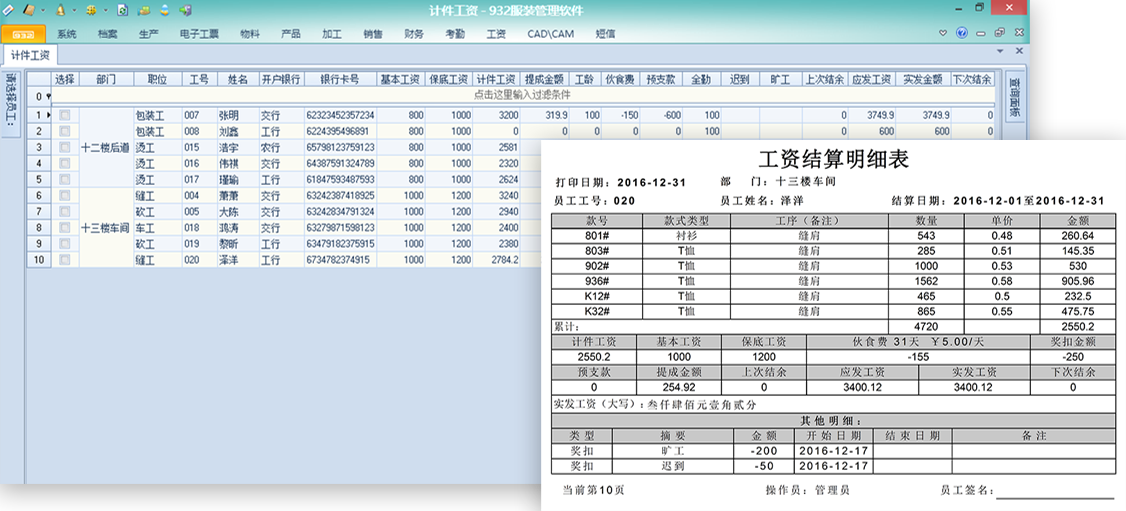 计件工资 - 932服装管理软件
932
系统 档案 生产 电子工票 物料 产品 加工 销售 财务 考勤 工资 CAD\CAM 短信
计件工资
请选择员工:
查询面板
选择 部门 职位 工号 姓名 开户银行 银行卡号 基本工资 保底工资 计件工资 提成金额 工龄 伙食费 预支款 全勤 迟到 旷工 上次结余 应发工资 实发金额 下次结余
0 点击这里输入过滤条件
1 包装工 007 张明 交行 62323452357234 800 1000 3200 319.9 100 -150 -600 100 0 3749.9 3749.9 0
2 包装工 008 刘鑫 工行 6224395496891 800 1000 0 0 0 0 0 100 0 600 600 0
3 十二楼后道 烫工 015 浩宇 农行 65798123759123 800 1000 2581
4 烫工 016 伟祺 交行 64387591324789 800 1000 2320
5 烫工 017 瑾瑜 工行 61847593487593 800 1000 2624
6 缝工 004 萧萧 交行 63242387418925 1000 1200 3240
7 砍工 005 大陈 交行 63242834791324 1000 1200 2940
8 十三楼车间 车工 018 鸿涛 交行 63279871598123 1000 1200 2400
9 砍工 019 黎昕 工行 63479182375915 1000 1200 2380
10 缝工 020 泽洋 工行 6734782374915 1000 1200 2784.2
工资结算明细表
打印日期: 2016-12-31 部 门: 十三楼车间
员工工号: 020 员工姓名: 泽洋 结算日期: 2016-12-01至2016-12-31
款号 款式类型 工序（备注） 数量 单价 金额
801# 衬衫 缝肩 543 0.48 260.64
803# T恤 缝肩 285 0.51 145.35
902# T恤 缝肩 1000 0.53 530
936# T恤 缝肩 1562 0.58 905.96
K12# T恤 缝肩 465 0.5 232.5
K32# T恤 缝肩 865 0.55 475.75
累计: 4720 2550.2
计件工资 基本工资 保底工资 伙食费 31天 ￥5.00/天 奖扣金额
2550.2 1000 1200 -155 -250
预支款 提成金额 上次结余 应发工资 实发工资 下次结余
0 254.92 0 3400.12 3400.12 0
实发工资（大写）: 叁仟肆佰元壹角贰分
其他明细:
类型 摘要 金额 开始日期 结束日期 备注
奖扣 旷工 -200 2016-12-17
奖扣 迟到 -50 2016-12-17
当前第10页 操作员: 管理员 员工签名: